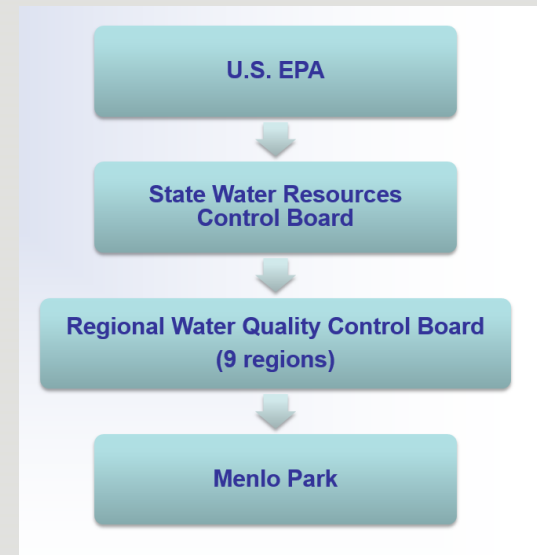 U.S. EPA
State Water Resources
Control Board
Regional Water Quality Control Board
(9 regions)
Menlo Park